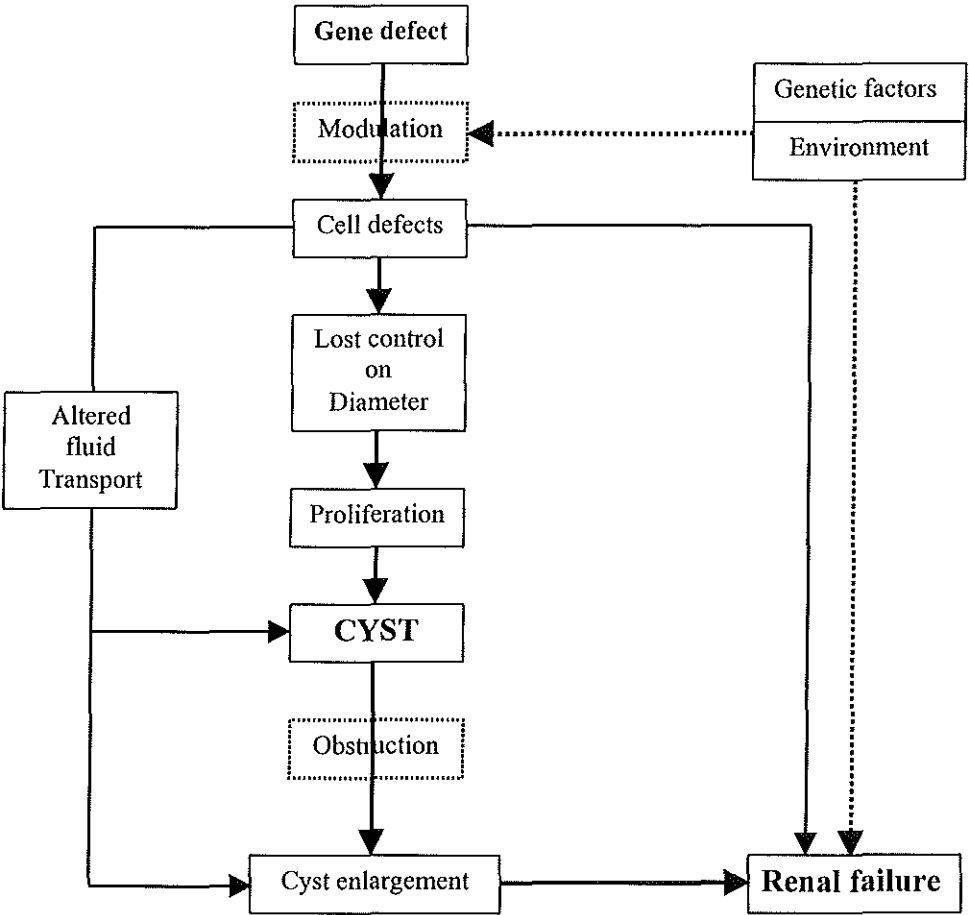 Gene defect
Genetic factors
Modulation
Environment
Cell defects
Lost control
on
Diameter
Altered
fluid
Transport
Proliferation
CYST
Obstruction
Cyst enlargement
Renal failure